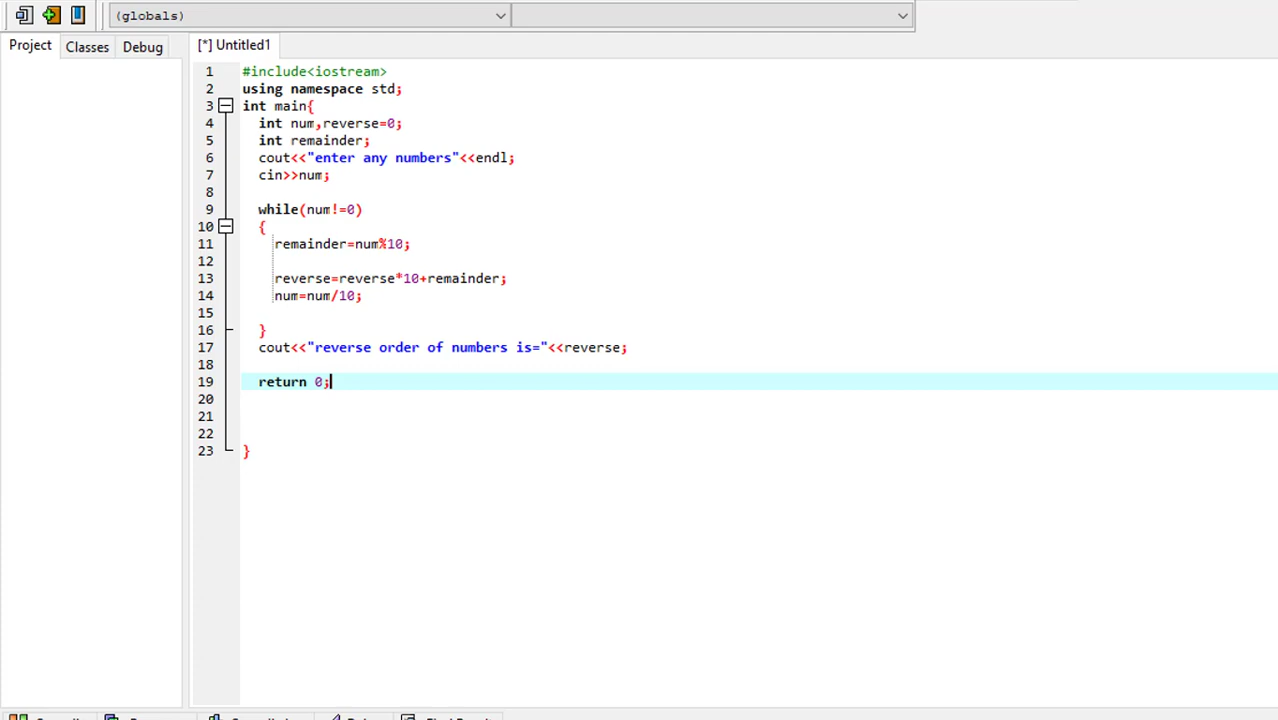 (globals)
Project Classes Debug [*] Untitled1
1 #include<iostream>
2 using namespace std;
3 int main{
4 int num,reverse=0;
5 int remainder;
6 cout<<"enter any numbers"<<endl;
7 cin>>num;
8
9 while(num!=0)
10 {
11 remainder=num%10;
12
13 reverse=reverse*10+remainder;
14 num=num/10;
15
16 }
17 cout<<"reverse order of numbers is="<<reverse;
18
19 return 0;
20
21
22
23 }